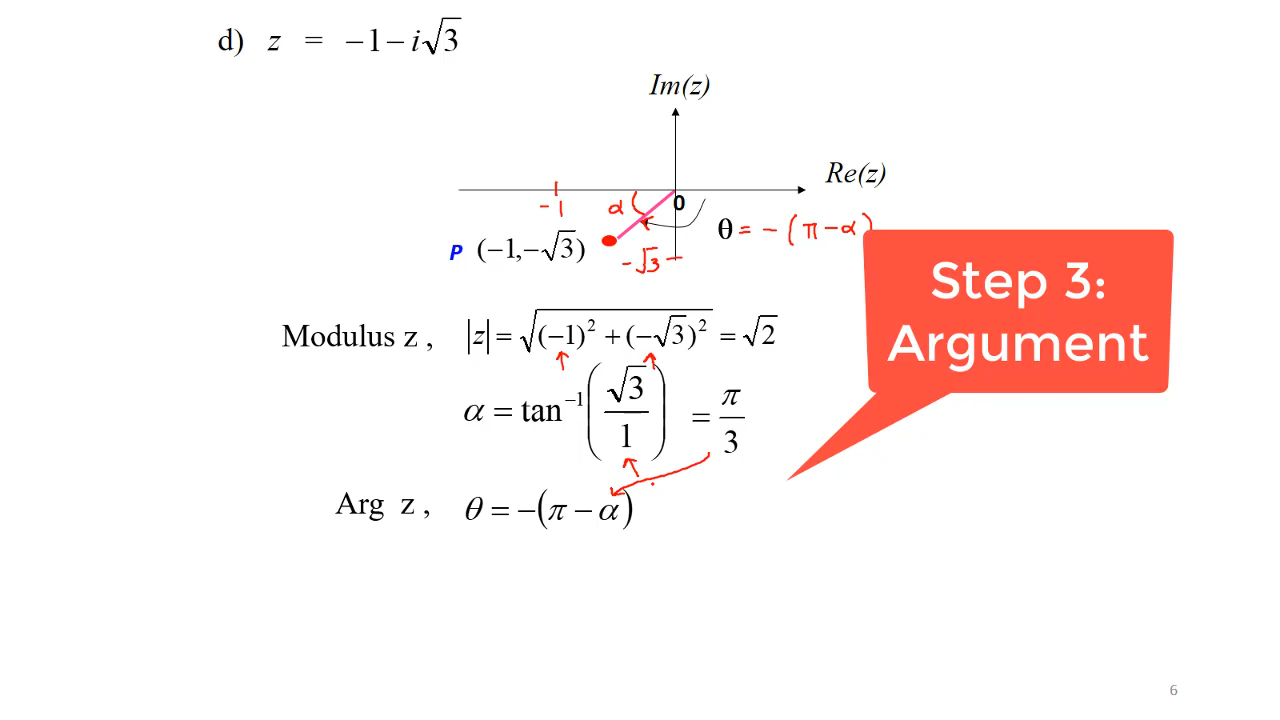 d) z = −1 − i√3
Im(z)
Re(z)
−1
α
0
θ = −(π − α)
P (−1, −√3)
−√3
Step 3:
Argument
Modulus z , |z| = √((−1)² + (−√3)²) = √2
α = tan⁻¹(√3/1) = π/3
Arg z , θ = −(π − α)
6